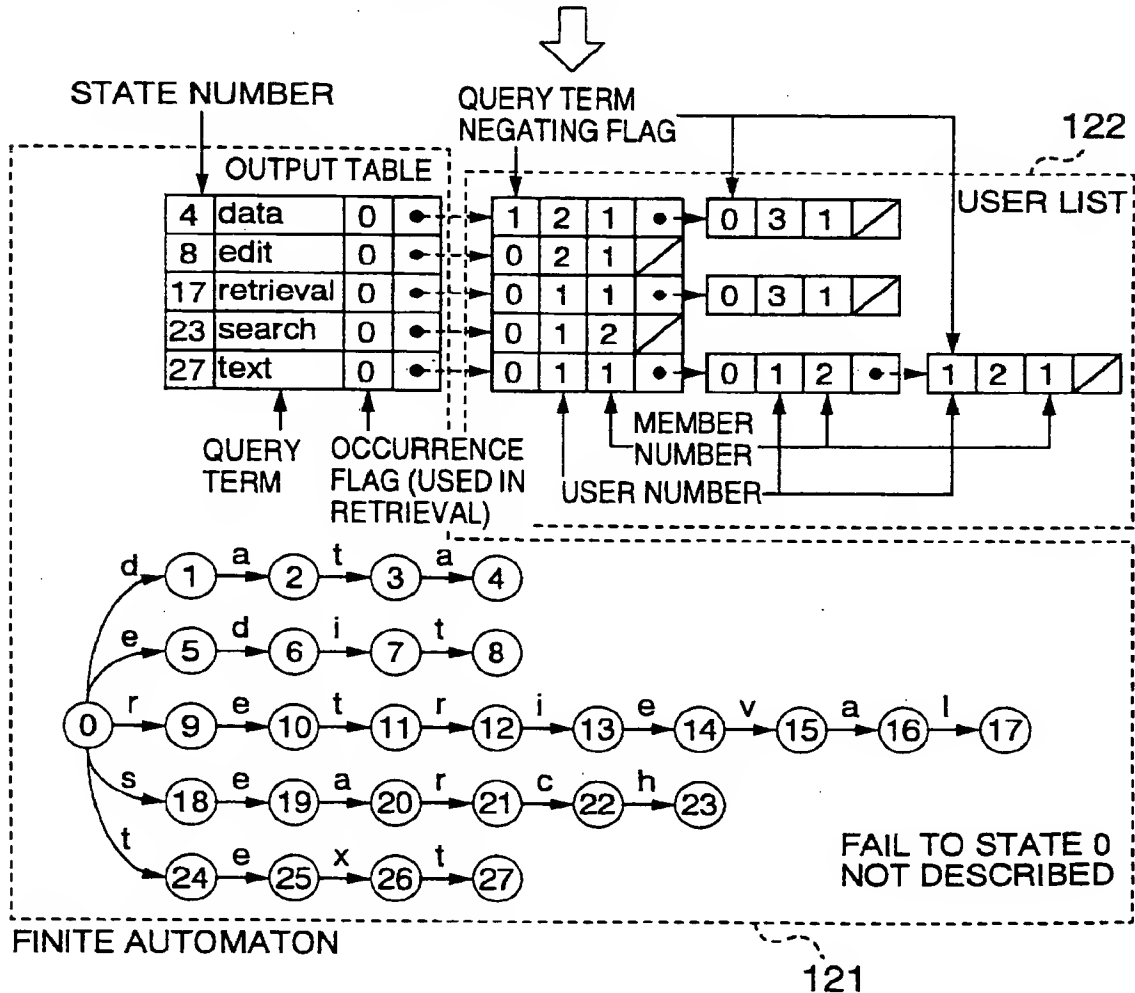 STATE NUMBER
QUERY TERM
NEGATING FLAG
122
OUTPUT TABLE
USER LIST
4 data 0 1 2 1 0 3 1
8 edit 0 0 2 1
17 retrieval 0 0 1 1 0 3 1
23 search 0 0 1 2
27 text 0 0 1 1 0 1 2 1 2 1
QUERY
TERM
OCCURRENCE
FLAG (USED IN
RETRIEVAL)
MEMBER
NUMBER
USER NUMBER
d a t a
1 2 3 4
e d i t
5 6 7 8
r e t r i e v a l
0 9 10 11 12 13 14 15 16 17
s e a r c h
18 19 20 21 22 23
t e x t
24 25 26 27
FAIL TO STATE 0
NOT DESCRIBED
FINITE AUTOMATON
121